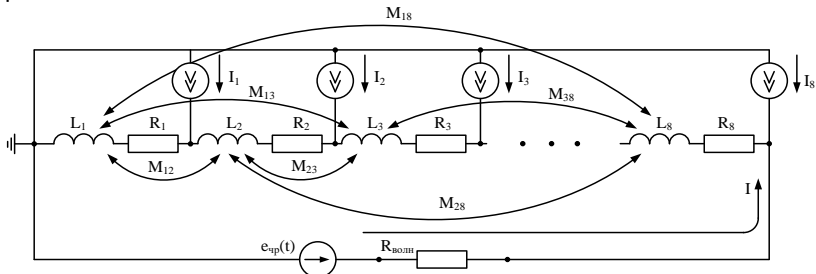 M₁₈
I₁
I₂
I₃
I₈
M₁₃
M₃₈
L₁
R₁
L₂
R₂
L₃
R₃
L₈
R₈
M₁₂
M₂₃
M₂₈
I
eчр(t)
Rволн